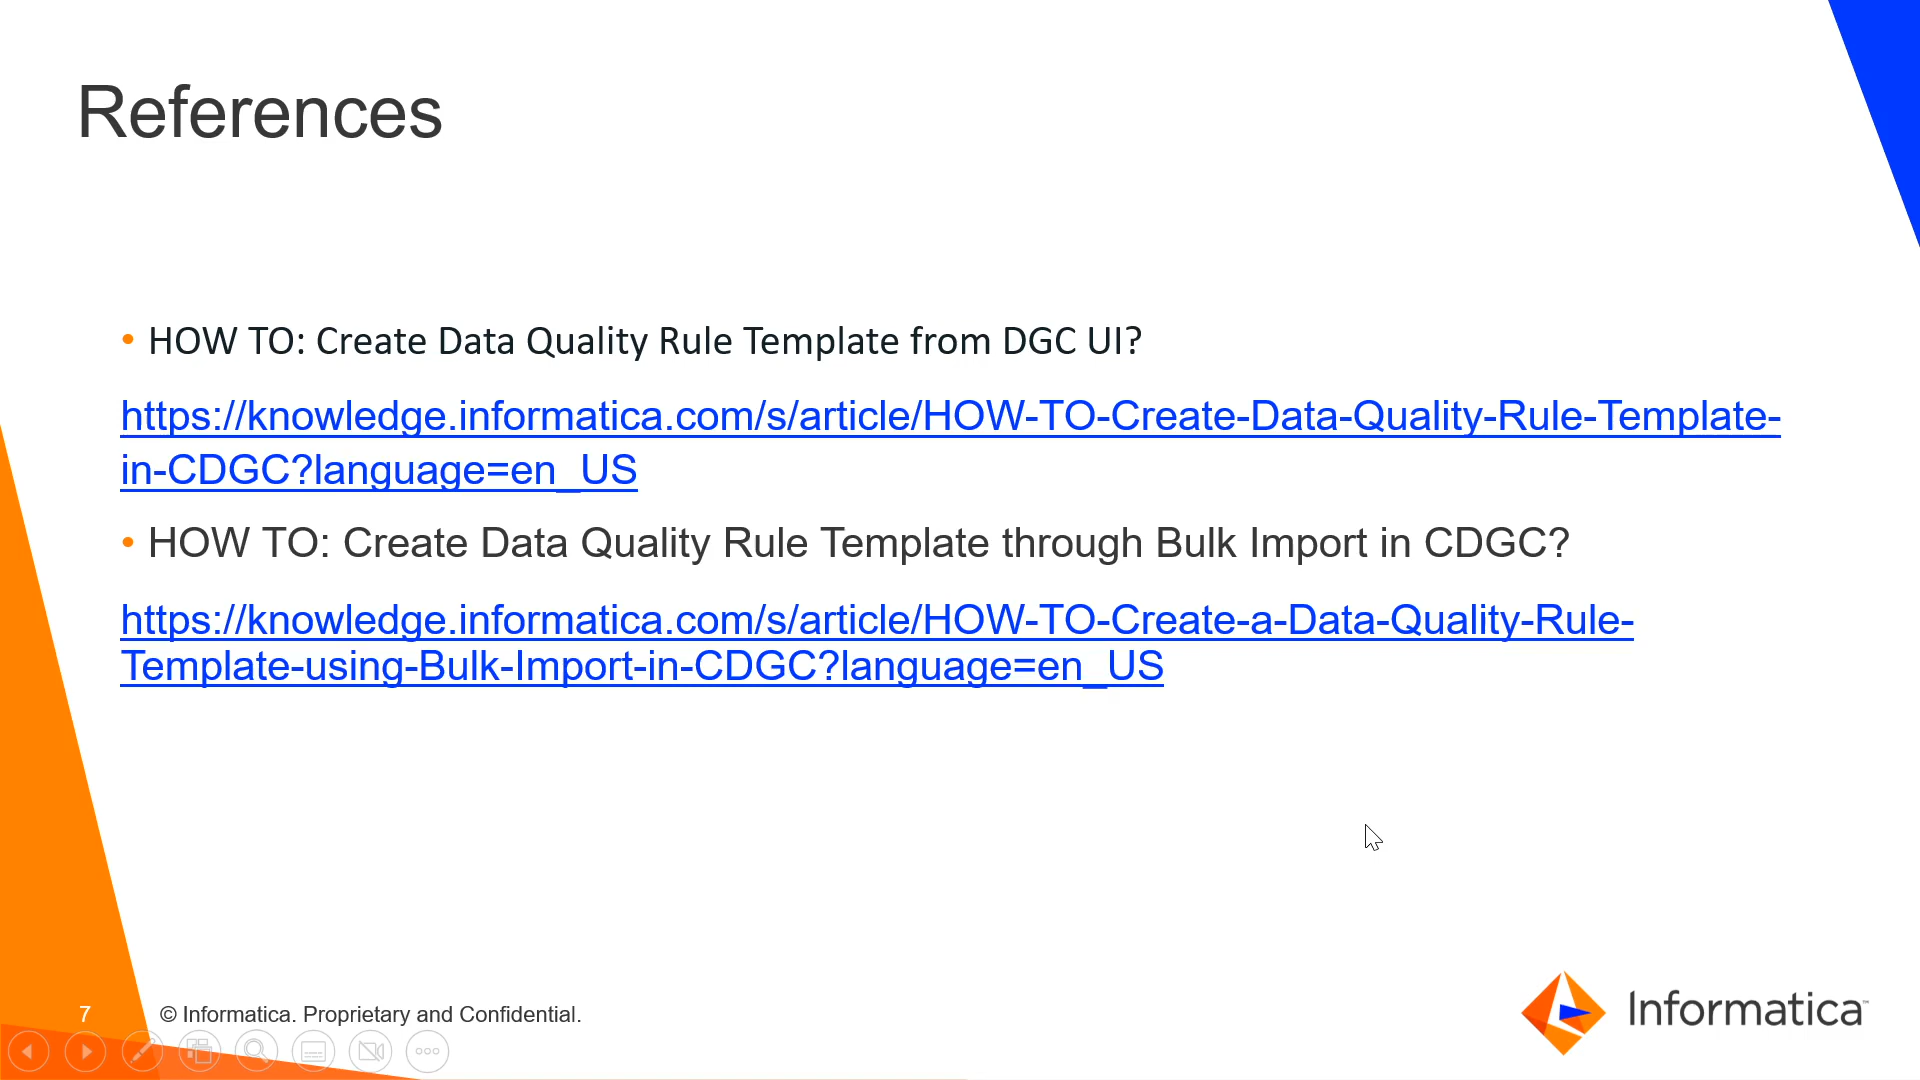 References
• HOW TO: Create Data Quality Rule Template from DGC UI?
https://knowledge.informatica.com/s/article/HOW-TO-Create-Data-Quality-Rule-Template-
in-CDGC?language=en_US
• HOW TO: Create Data Quality Rule Template through Bulk Import in CDGC?
https://knowledge.informatica.com/s/article/HOW-TO-Create-a-Data-Quality-Rule-
Template-using-Bulk-Import-in-CDGC?language=en_US
7
© Informatica. Proprietary and Confidential.
Informatica™